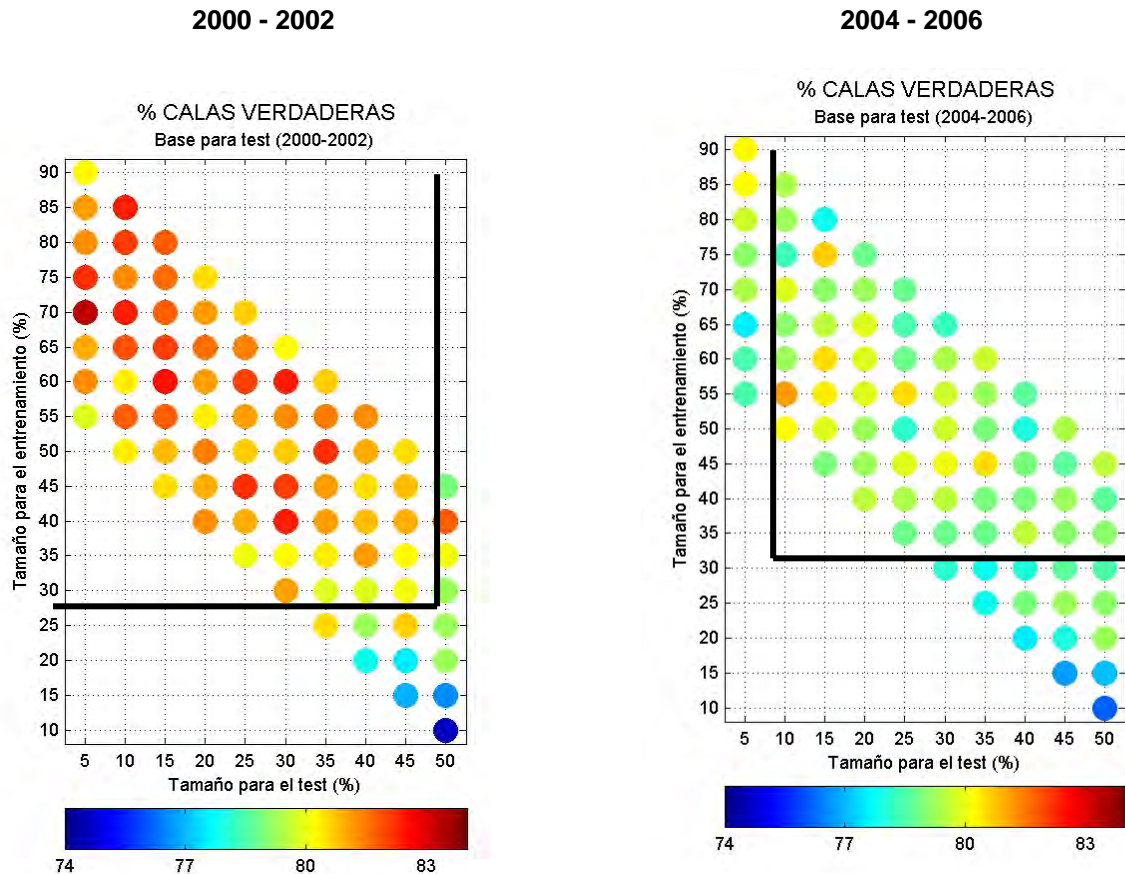 2000 - 2002
% CALAS VERDADERAS
Base para test (2000-2002)
Tamaño para el entrenamiento (%)
90
85
80
75
70
65
60
55
50
45
40
35
30
25
20
15
10
5 10 15 20 25 30 35 40 45 50
Tamaño para el test (%)
74 77 80 83
2004 - 2006
% CALAS VERDADERAS
Base para test (2004-2006)
Tamaño para el entrenamiento (%)
90
85
80
75
70
65
60
55
50
45
40
35
30
25
20
15
10
5 10 15 20 25 30 35 40 45 50
Tamaño para el test (%)
74 77 80 83